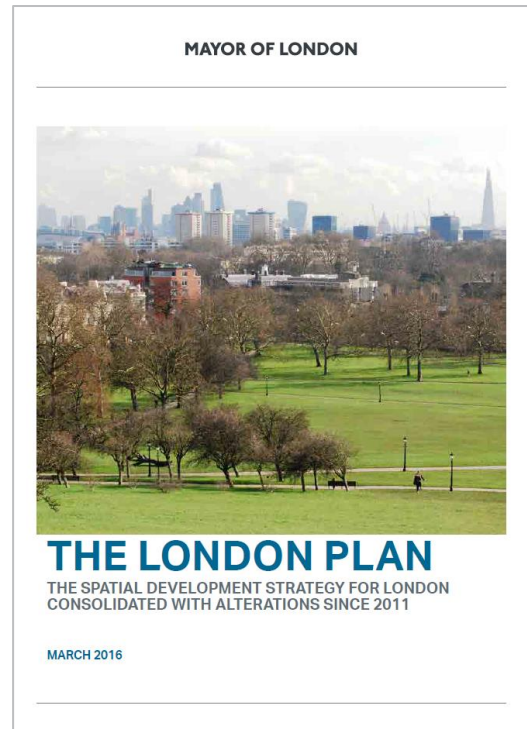 MAYOR OF LONDON
THE LONDON PLAN
THE SPATIAL DEVELOPMENT STRATEGY FOR LONDON
CONSOLIDATED WITH ALTERATIONS SINCE 2011
MARCH 2016